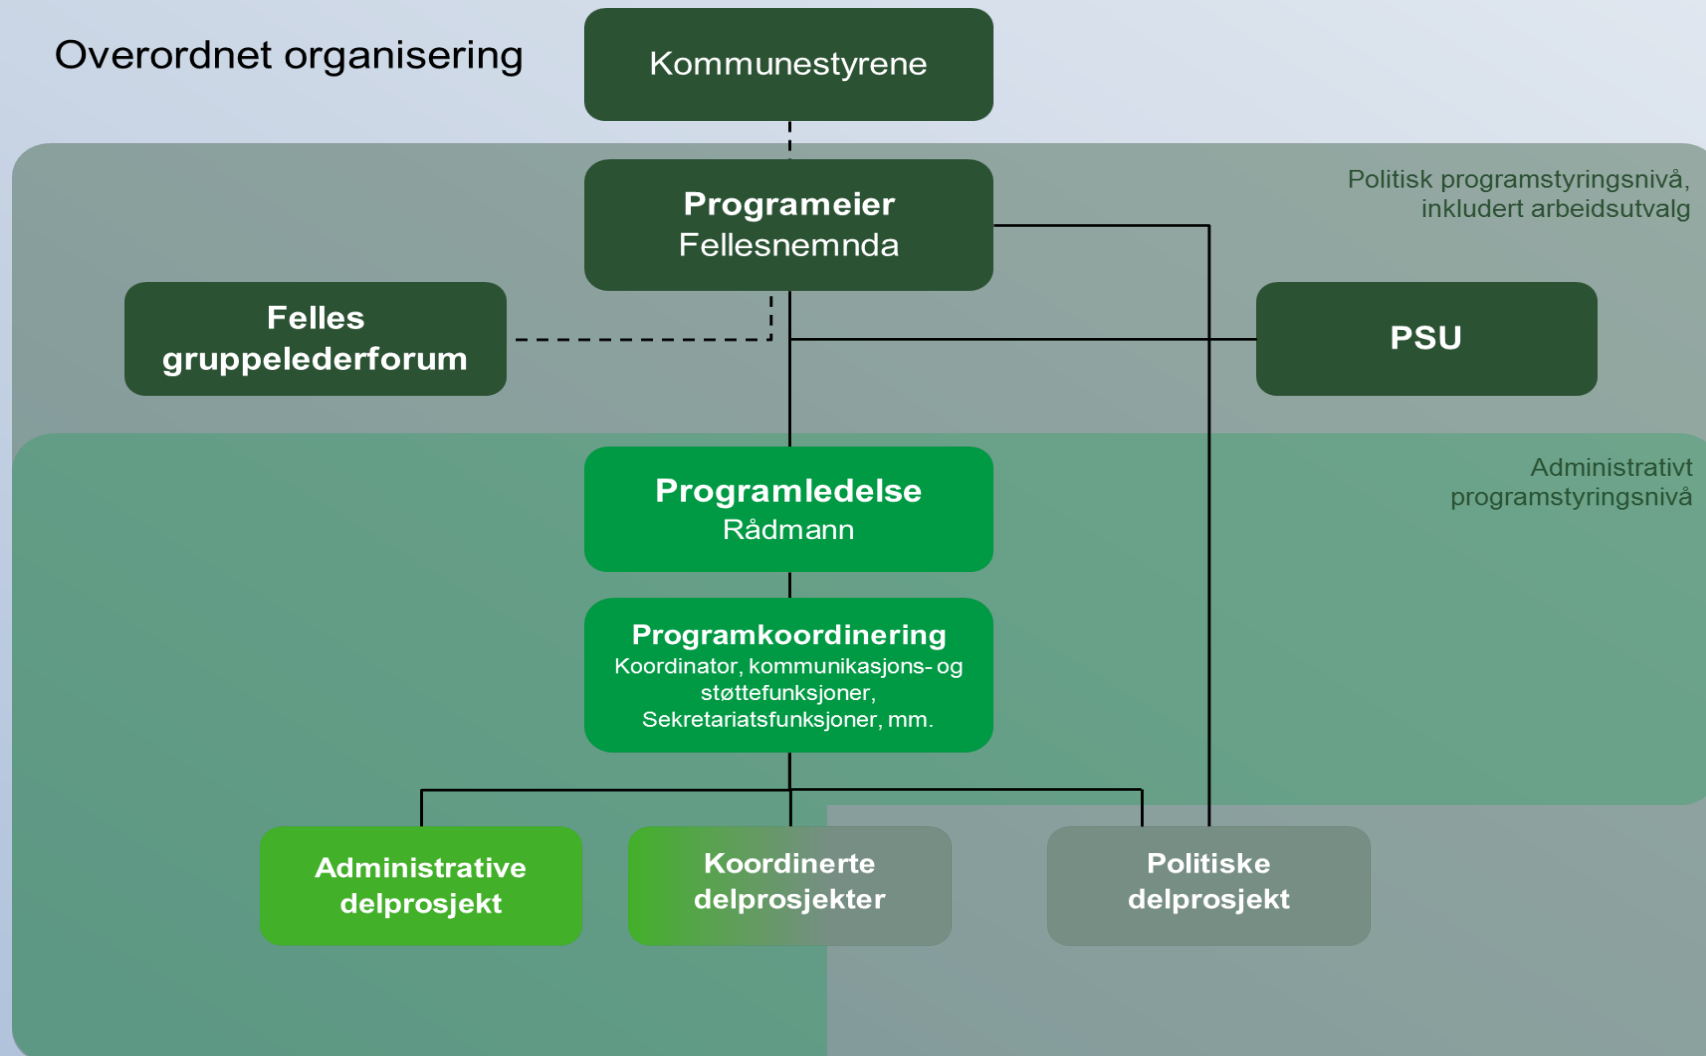 Overordnet organisering
Kommunestyrene
Programeier
Fellesnemnda
Politisk programstyringsnivå,
inkludert arbeidsutvalg
Felles
gruppelederforum
PSU
Programledelse
Rådmann
Administrativt
programstyringsnivå
Programkoordinering
Koordinator, kommunikasjons- og
støttefunksjoner,
Sekretariatsfunksjoner, mm.
Administrative
delprosjekt
Koordinerte
delprosjekter
Politiske
delprosjekt